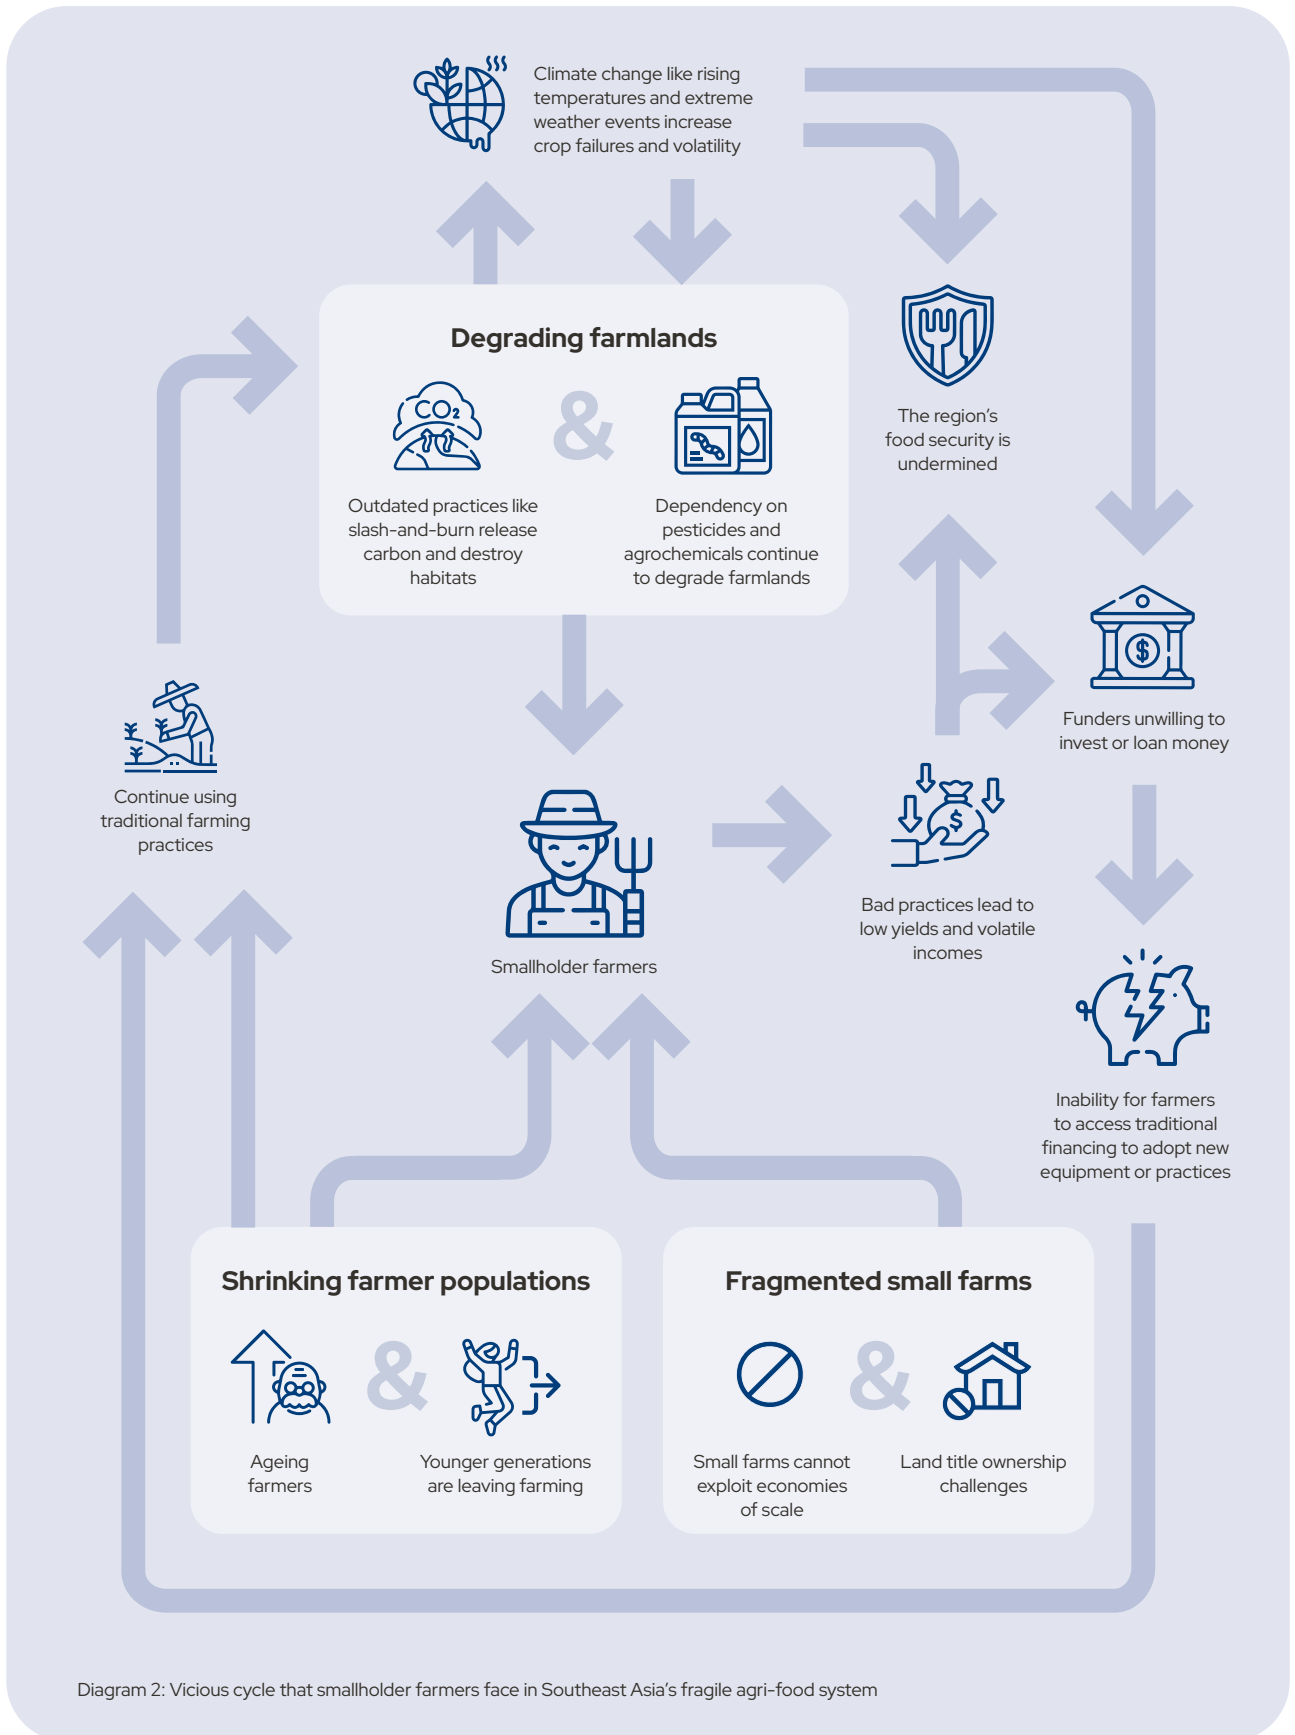 Climate change like rising
temperatures and extreme
weather events increase
crop failures and volatility
Degrading farmlands
CO2
&
Outdated practices like
slash-and-burn release
carbon and destroy
habitats
Dependency on
pesticides and
agrochemicals continue
to degrade farmlands
The region's
food security is
undermined
$
Funders unwilling to
invest or loan money
Continue using
traditional farming
practices
Smallholder farmers
$
Bad practices lead to
low yields and volatile
incomes
Inability for farmers
to access traditional
financing to adopt new
equipment or practices
Shrinking farmer populations
&
Ageing
farmers
Younger generations
are leaving farming
Fragmented small farms
&
Small farms cannot
exploit economies
of scale
Land title ownership
challenges
Diagram 2: Vicious cycle that smallholder farmers face in Southeast Asia's fragile agri-food system